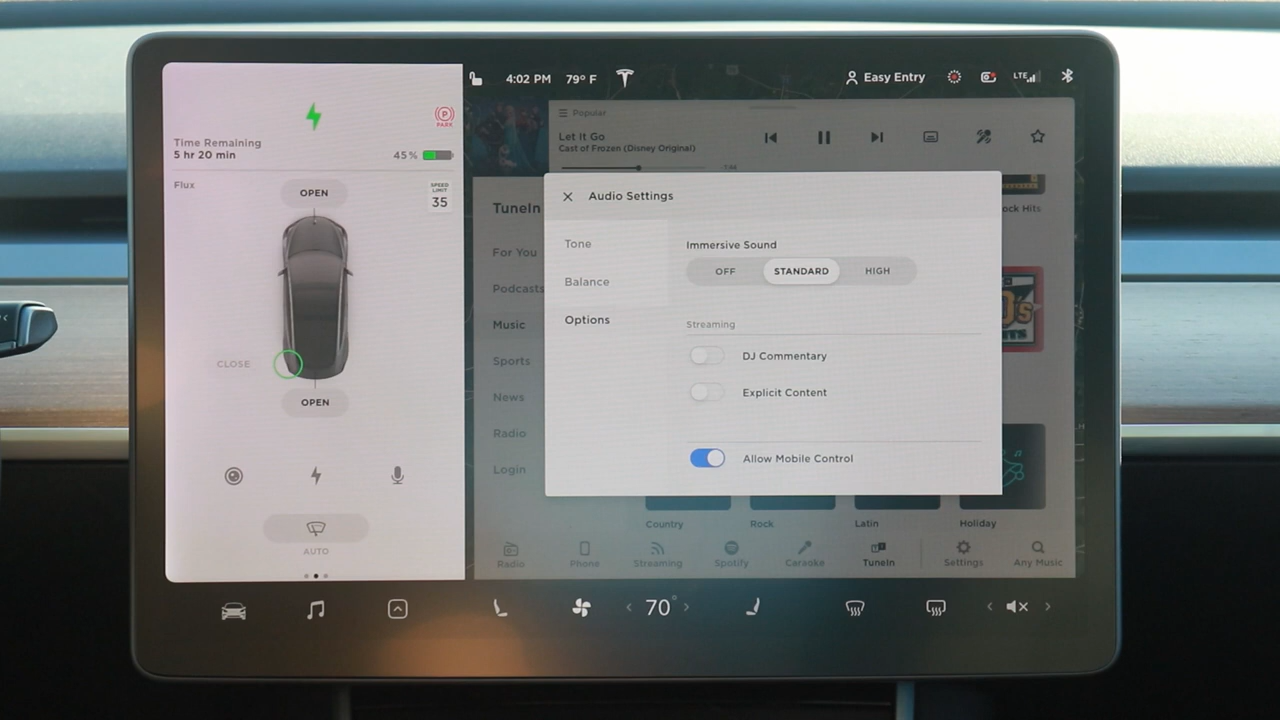 4:02 PM 79° F
Easy Entry LTE
P
PARK
Time Remaining
5 hr 20 min 45 %
Flux
SPEED
LIMIT
35
OPEN
CLOSE
OPEN
AUTO
Popular
Let It Go
Cast of Frozen (Disney Original)
TuneIn
For You
Podcasts
Music
Sports
News
Radio
Login
Audio Settings
Tone
Balance
Options
Immersive Sound
OFF STANDARD HIGH
Streaming
DJ Commentary
Explicit Content
Allow Mobile Control
ock Hits
Country Rock Latin Holiday
Radio Phone Streaming Spotify Caraoke TuneIn Settings Any Music
70°